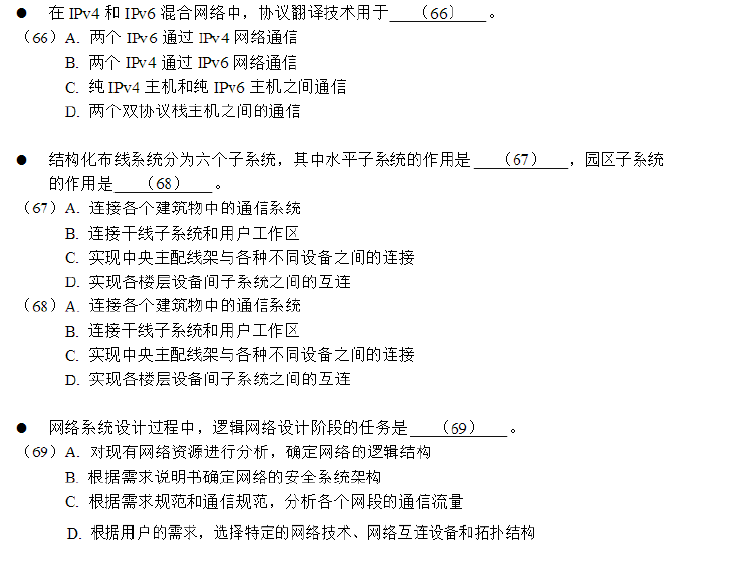 ● 在 IPv4 和 IPv6 混合网络中，协议翻译技术用于 （66） 。
（66）A. 两个 IPv6 通过 IPv4 网络通信
B. 两个 IPv4 通过 IPv6 网络通信
C. 纯 IPv4 主机和纯 IPv6 主机之间通信
D. 两个双协议栈主机之间的通信
● 结构化布线系统分为六个子系统，其中水平子系统的作用是 （67） ，园区子系统
的作用是 （68） 。
（67）A. 连接各个建筑物中的通信系统
B. 连接干线子系统和用户工作区
C. 实现中央主配线架与各种不同设备之间的连接
D. 实现各楼层设备间子系统之间的互连
（68）A. 连接各个建筑物中的通信系统
B. 连接干线子系统和用户工作区
C. 实现中央主配线架与各种不同设备之间的连接
D. 实现各楼层设备间子系统之间的互连
● 网络系统设计过程中，逻辑网络设计阶段的任务是 （69） 。
（69）A. 对现有网络资源进行分析，确定网络的逻辑结构
B. 根据需求说明书确定网络的安全系统架构
C. 根据需求规范和通信规范，分析各个网段的通信流量
D. 根据用户的需求，选择特定的网络技术、网络互连设备和拓扑结构